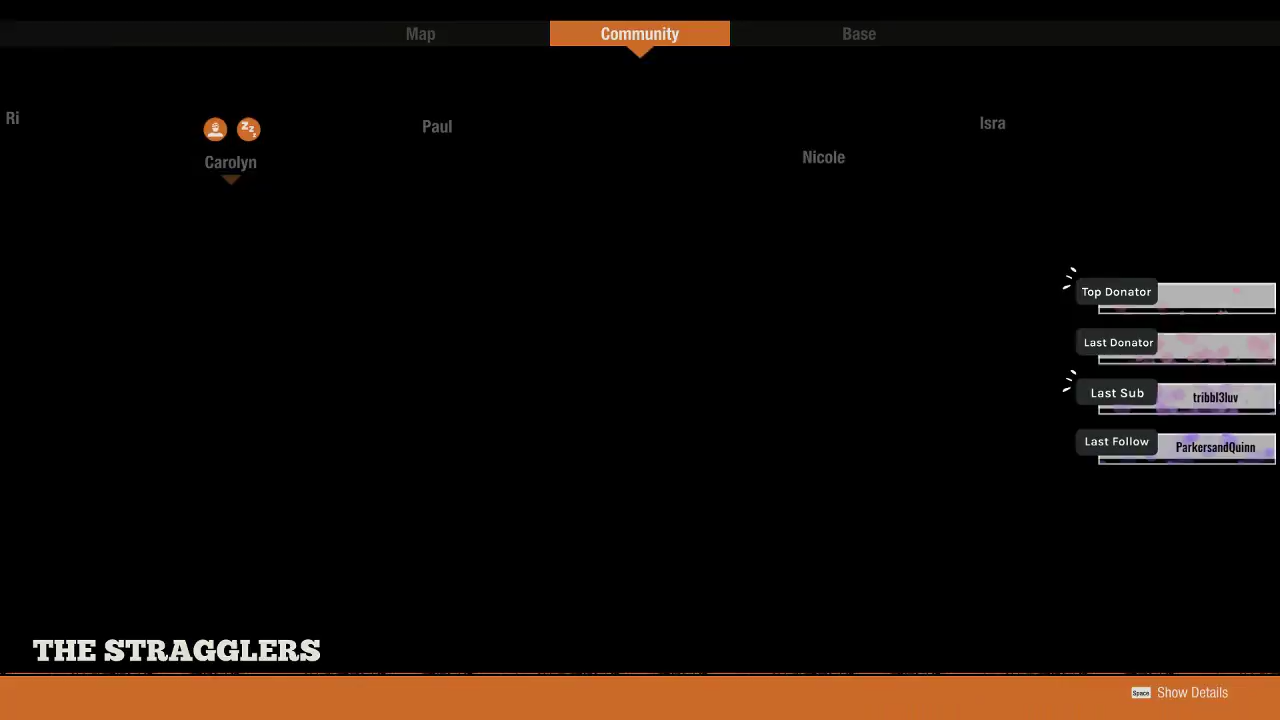 Map
Community
Base
Ri
Carolyn
Paul
Nicole
Isra
Top Donator
Last Donator
Last Sub
tribbl3luv
Last Follow
ParkersandQuinn
THE STRAGGLERS
Space Show Details